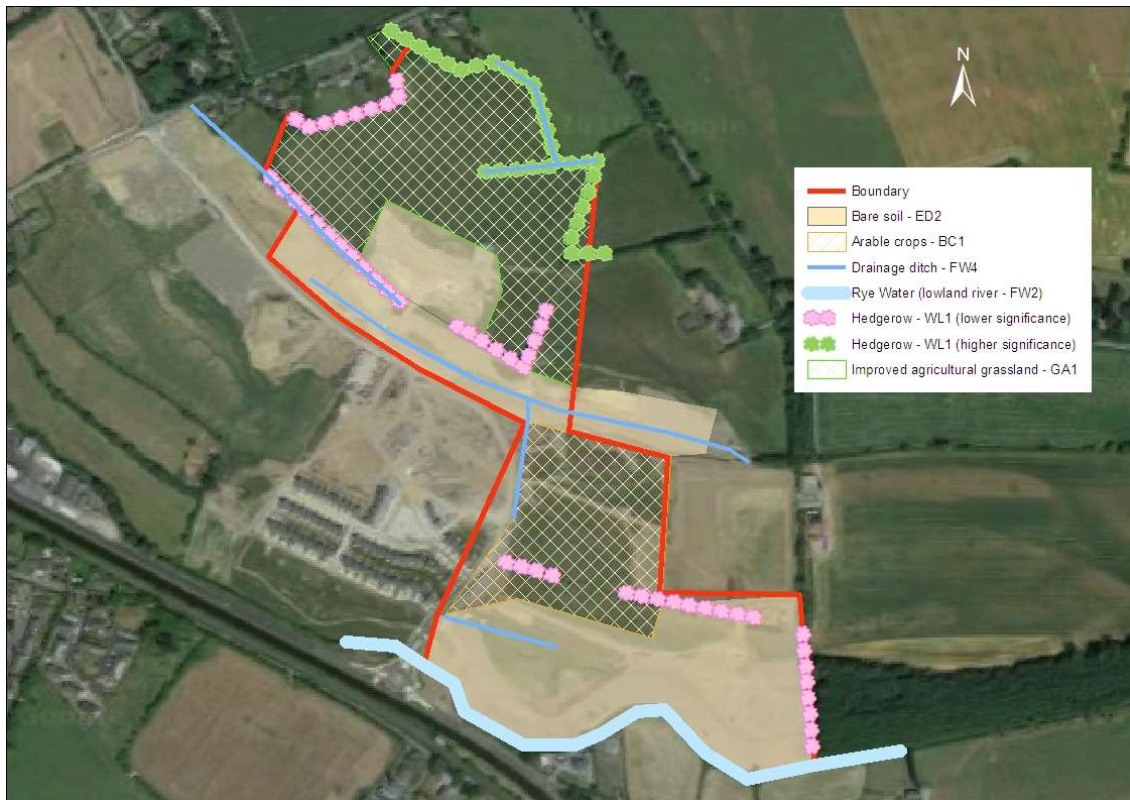 N
Boundary
Bare soil - ED2
Arable crops - BC1
Drainage ditch - FW4
Rye Water (lowland river - FW2)
Hedgerow - WL1 (lower significance)
Hedgerow - WL1 (higher significance)
Improved agricultural grassland - GA1